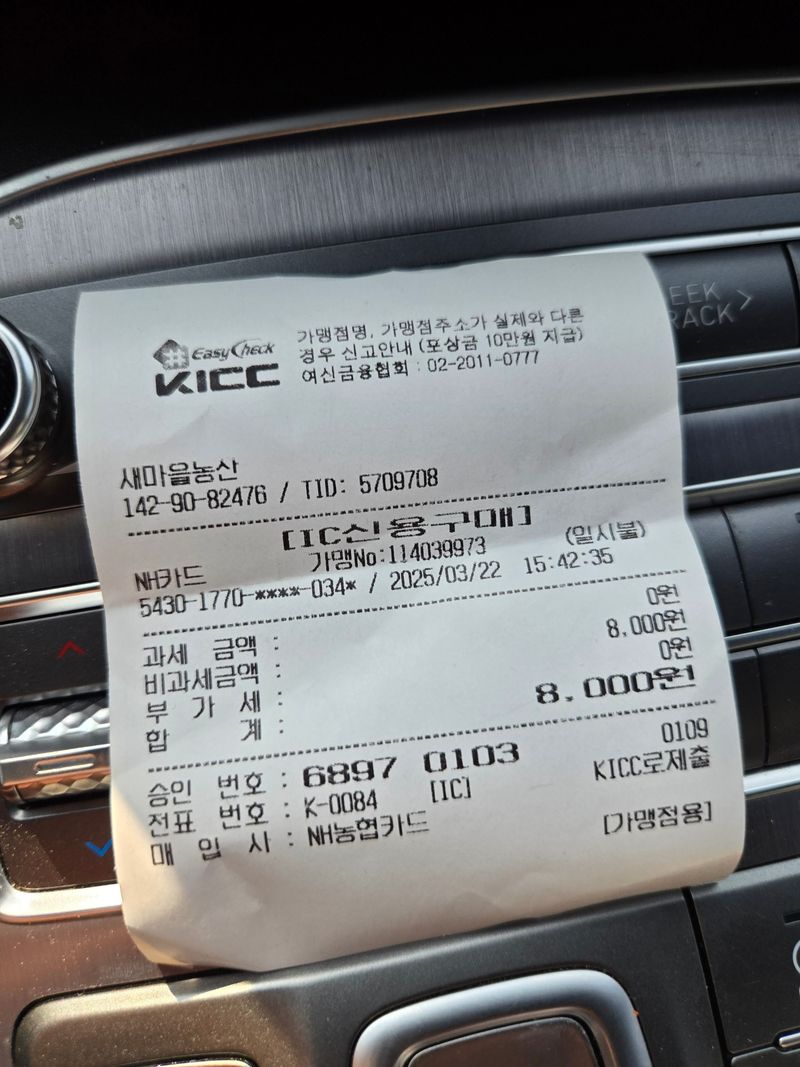 EasyCheck
KICC
가맹점명, 가맹점주소가 실제와 다른
경우 신고안내 (포상금 10만원 지급)
여신금융협회 : 02-2011-0777
새마을농산
142-90-82476 / TID: 5709708
[IC신용구매]
가맹No:114039973 (일시불)
NH카드
5430-1770-****-034* / 2025/03/22 15:42:35
과세 금액 : 0원
비과세금액 : 8,000원
부 가 세 : 0원
합 계 : 8,000원
승인 번호 : 6897 0103 0109
전표 번호 : K-0084 [IC] KICC로제출
매 입 사 : NH농협카드 [가맹점용]
EEK
RACK